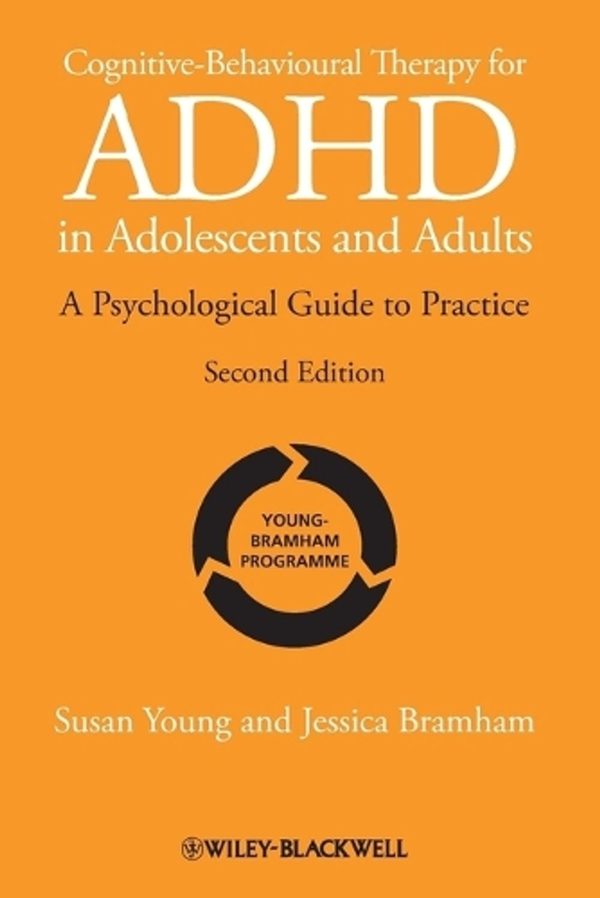 Cognitive-Behavioural Therapy for
ADHD
in Adolescents and Adults
A Psychological Guide to Practice
Second Edition
YOUNG-
BRAMHAM
PROGRAMME
Susan Young and Jessica Bramham
WILEY-BLACKWELL